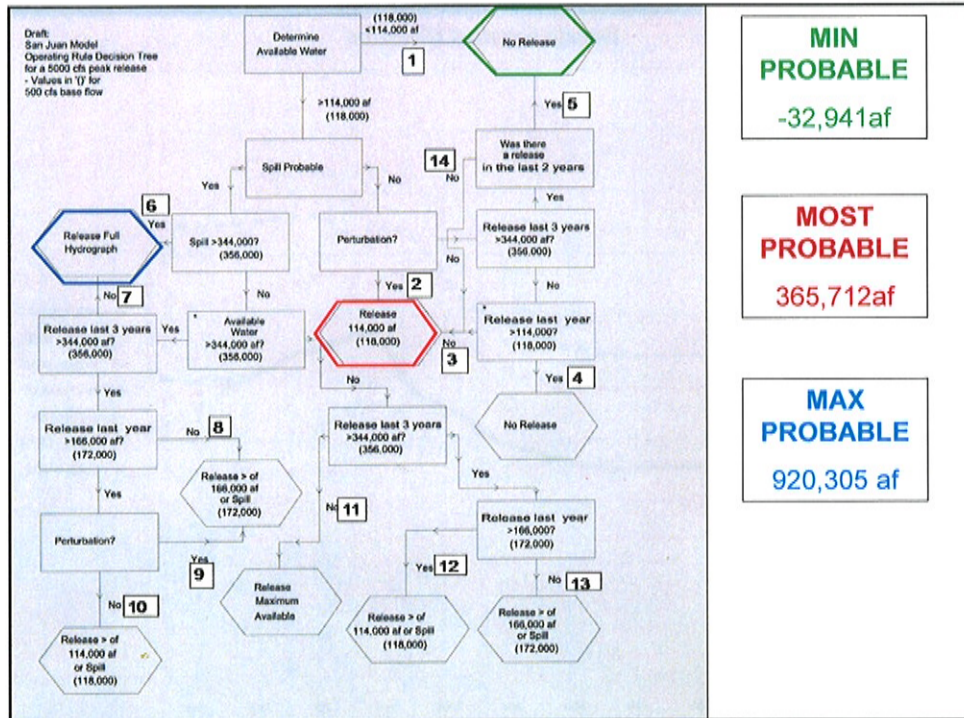 Draft:
San Juan Model
Operating Rule Decision Tree
for a 5000 cfs peak release
- Values in '()' for
500 cfs base flow
Determine
Available Water
(118,000)
<114,000 af
1
No Release
>114,000 af
(118,000)
Yes
5
Was there
a release
in the last 2 years
14
No
Yes
Spill Probable
Yes
No
6
Yes
Release Full
Hydrograph
Spill >344,000?
(356,000)
Perturbation?
Release last 3 years
>344,000 af?
(356,000)
No
7
No
Yes
2
No
No
Release last 3 years
>344,000 af?
(356,000)
Yes
* Available
Water
>344,000 af?
(356,000)
Release
114,000 af
(118,000)
No
3
* Release last year
>114,000?
(118,000)
Yes
No
Yes
4
Release last year
>166,000 af?
(172,000)
No
8
Release last 3 years
>344,000 af?
(356,000)
No Release
Yes
Release > of
166,000 af
or Spill
(172,000)
No
11
Yes
Release last year
>166,000?
(172,000)
Perturbation?
Yes
9
Release
Maximum
Available
Yes
12
No
13
No
10
Release > of
114,000 af
or Spill
(118,000)
Release > of
114,000 af or Spill
(118,000)
Release > of
166,000 af
or Spill
(172,000)
MIN
PROBABLE
-32,941af
MOST
PROBABLE
365,712af
MAX
PROBABLE
920,305 af